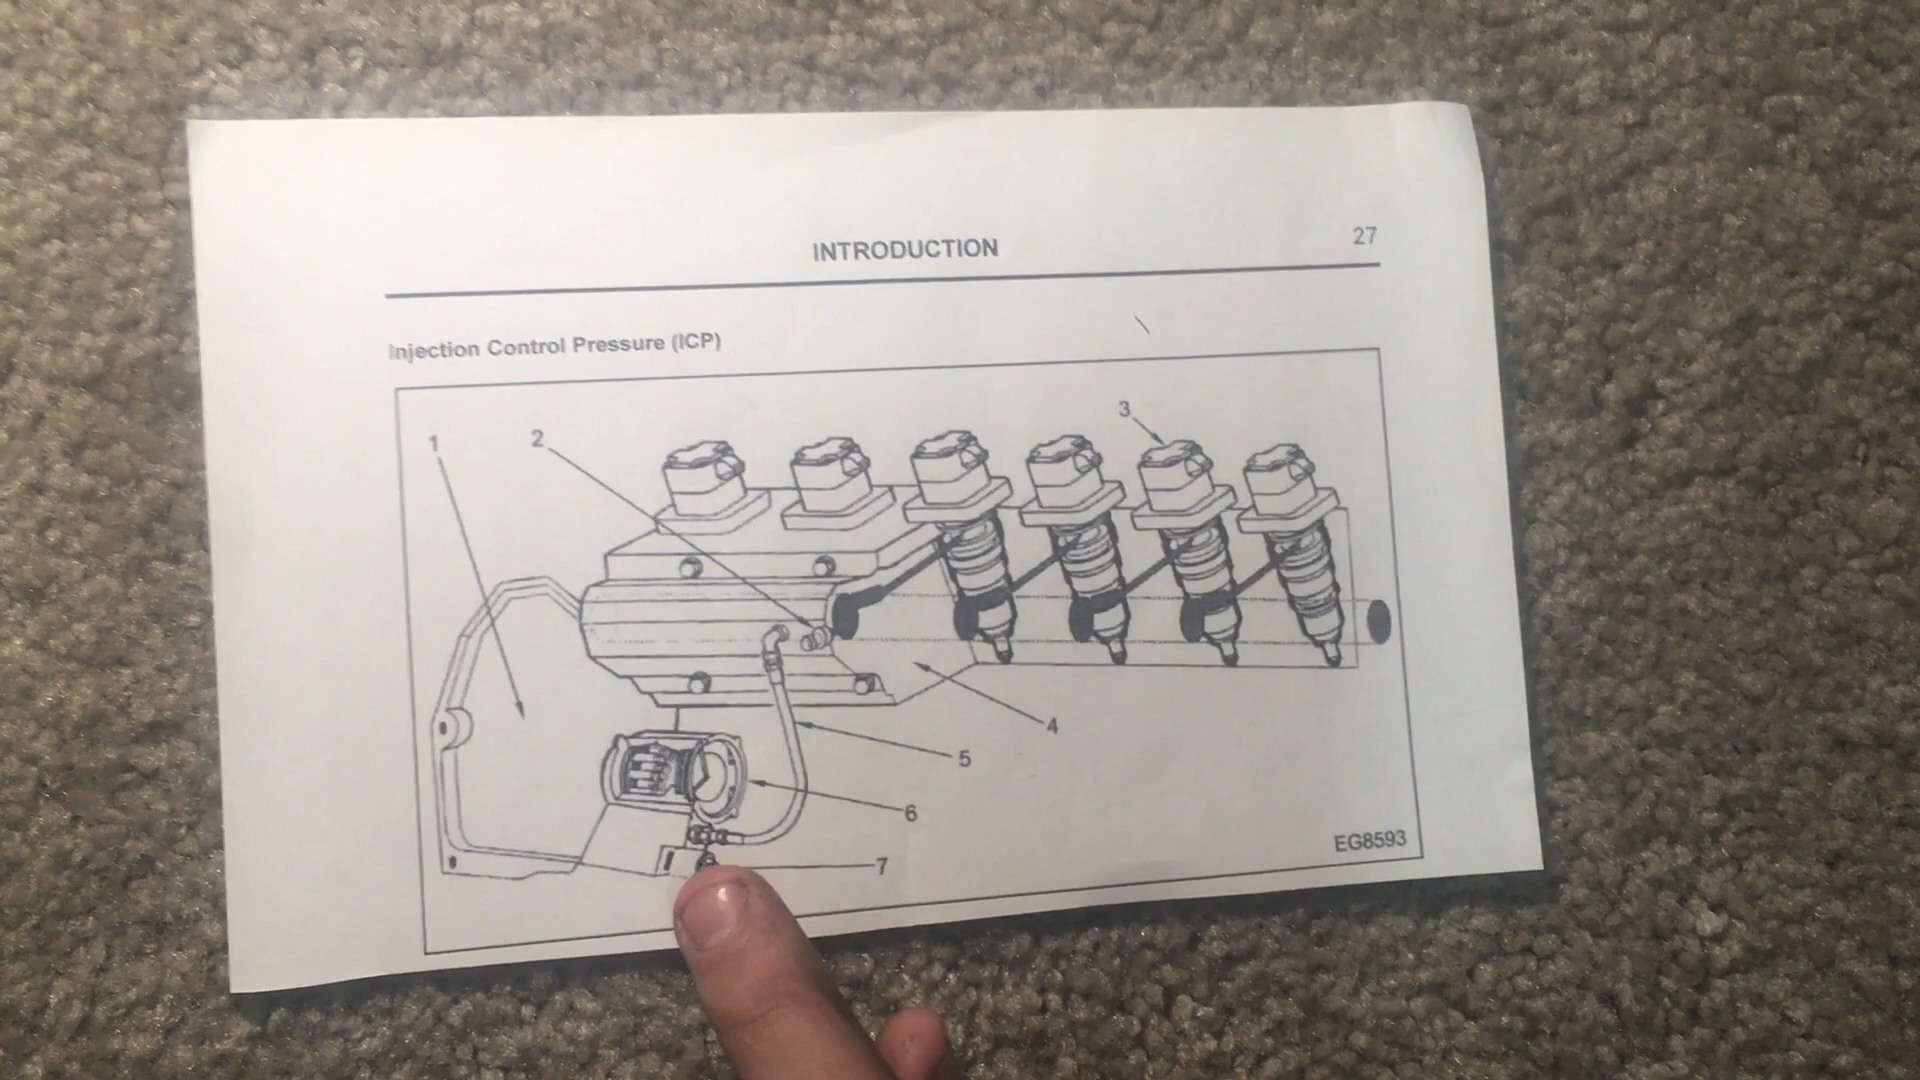 INTRODUCTION 27
Injection Control Pressure (ICP)
1
2
3
4
5
6
7
EG8593